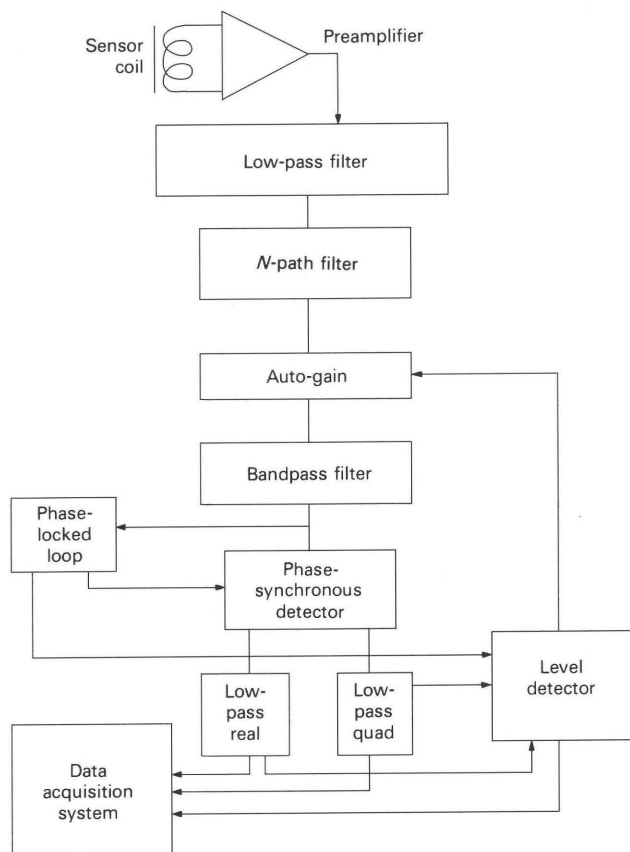 Sensor
coil
Preamplifier
Low-pass filter
N-path filter
Auto-gain
Bandpass filter
Phase-
locked
loop
Phase-
synchronous
detector
Level
detector
Low-
pass
real
Low-
pass
quad
Data
acquisition
system